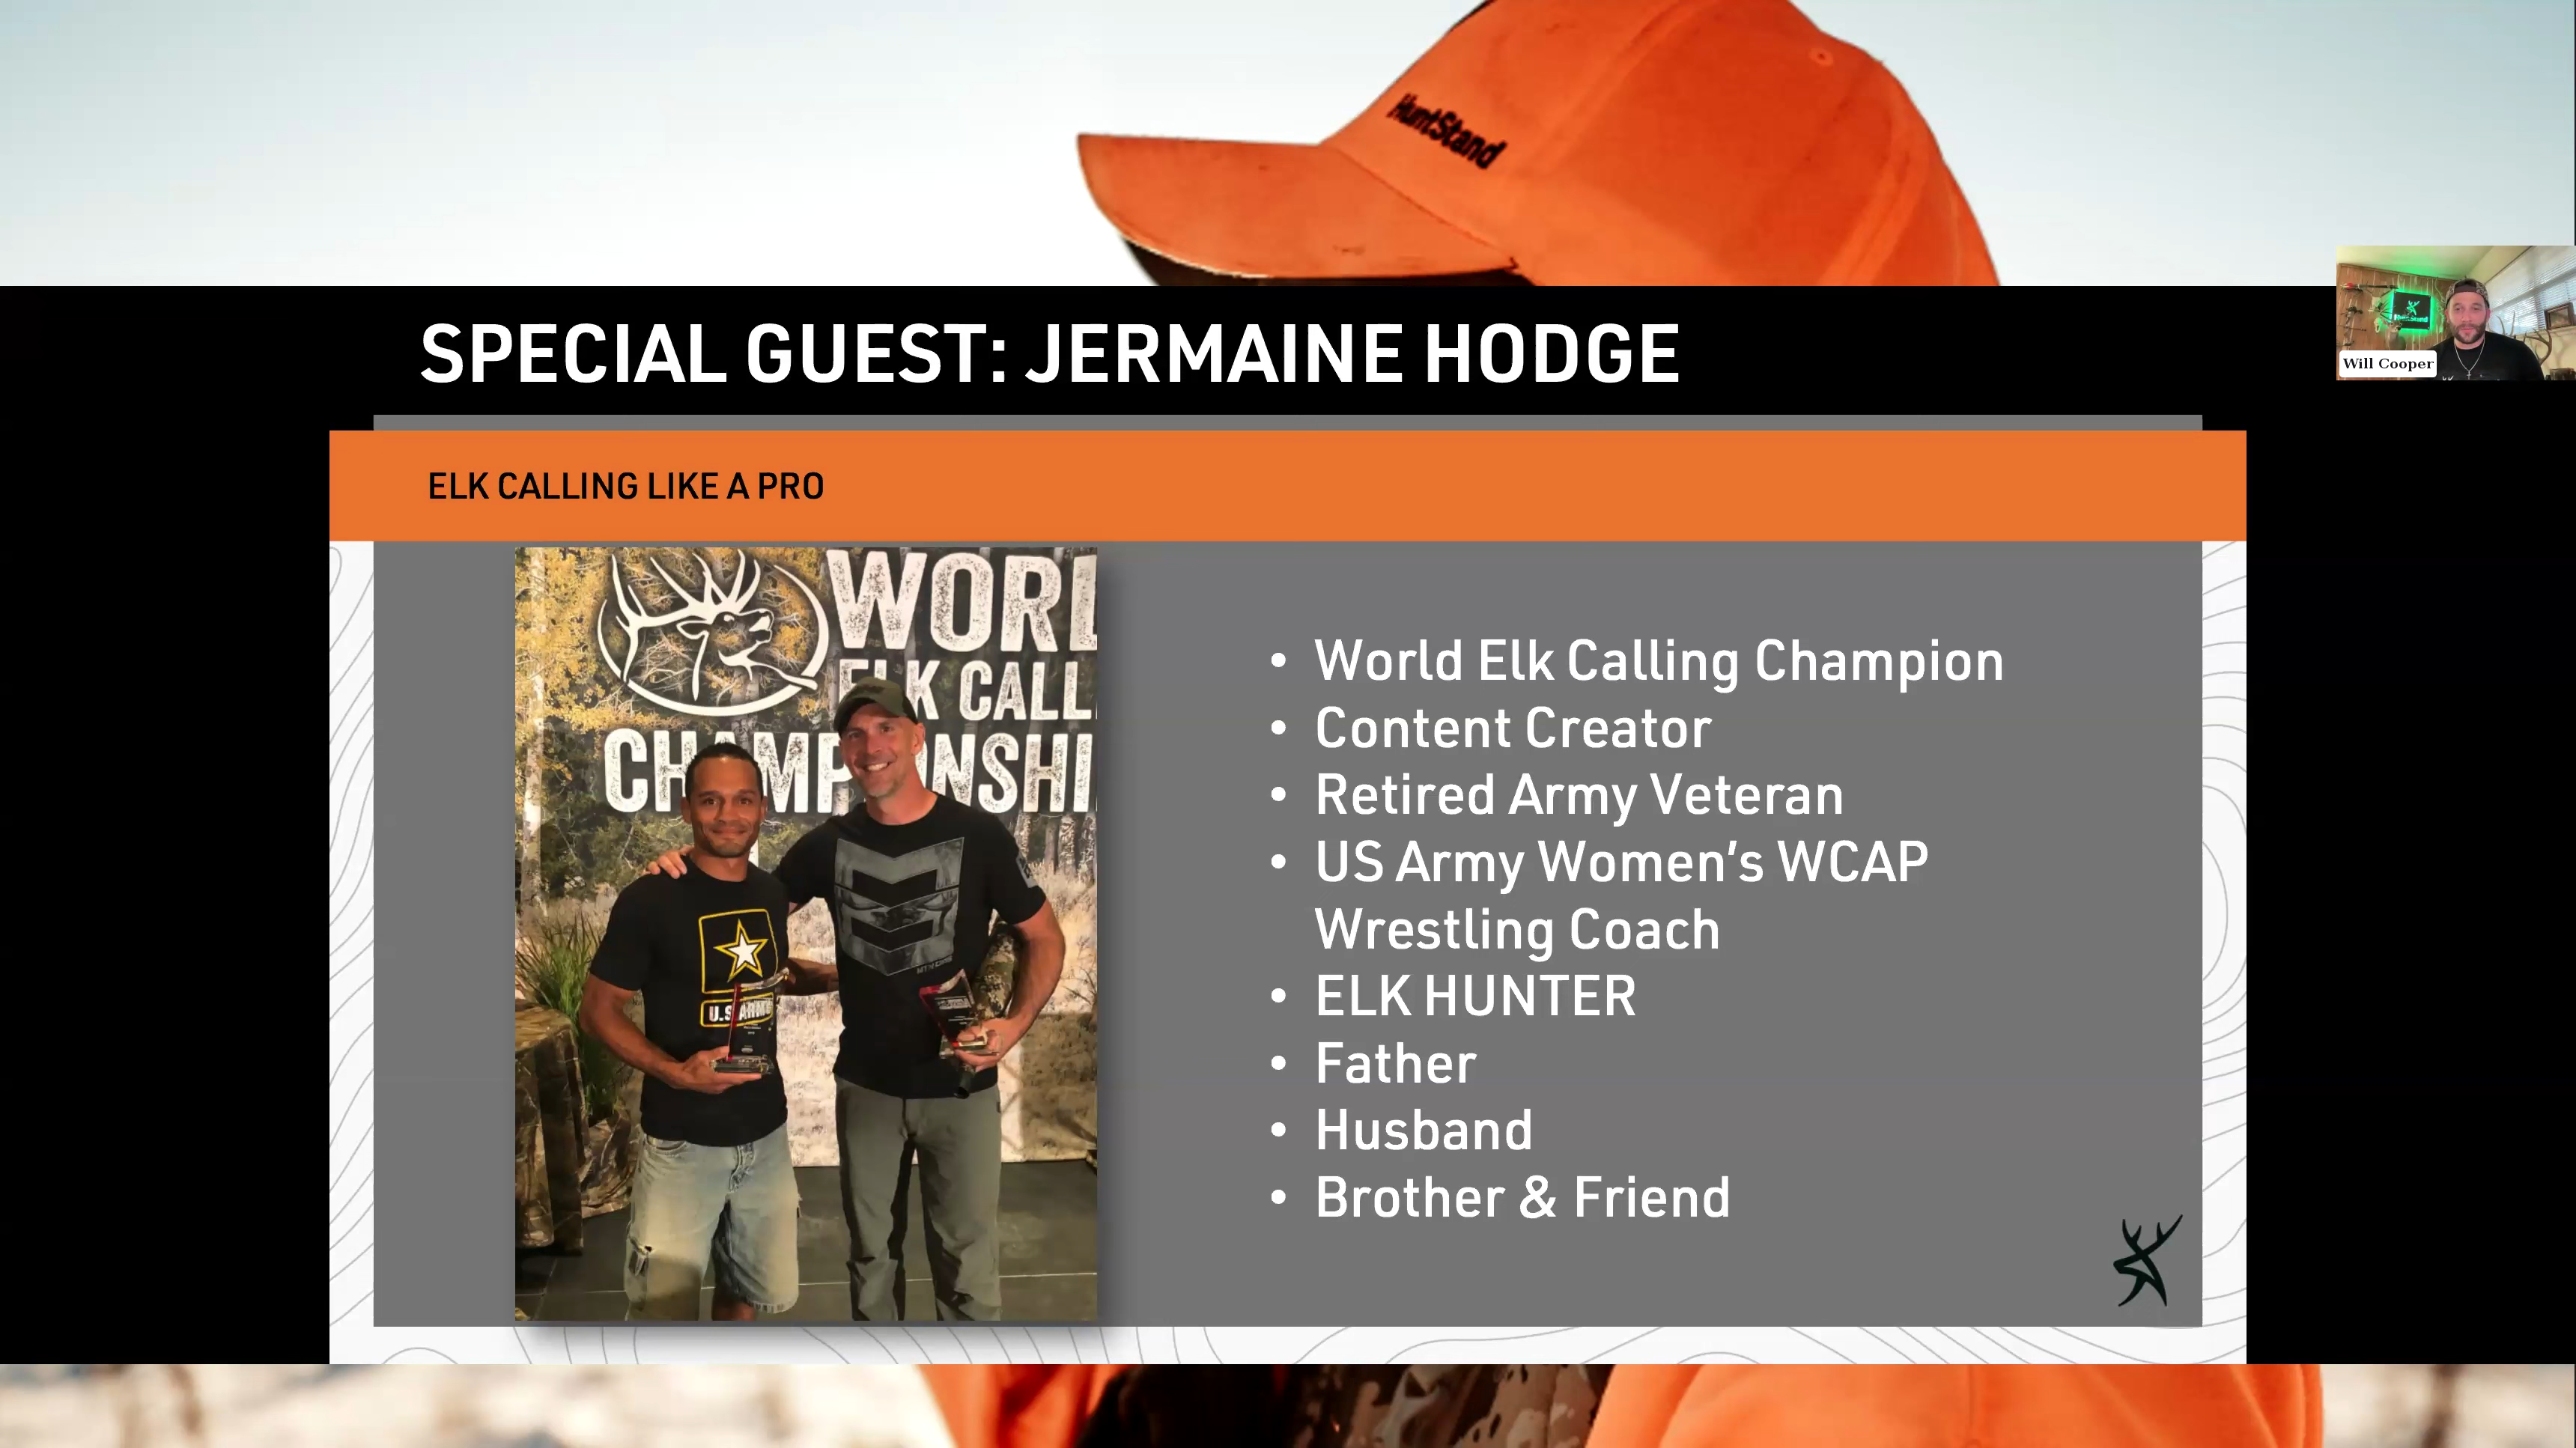 HuntStand
SPECIAL GUEST: JERMAINE HODGE
Will Cooper
ELK CALLING LIKE A PRO
WORL
ELK CALL
CHAMPIONSHI
U.S. ARMY
• World Elk Calling Champion
• Content Creator
• Retired Army Veteran
• US Army Women's WCAP
Wrestling Coach
• ELK HUNTER
• Father
• Husband
• Brother & Friend